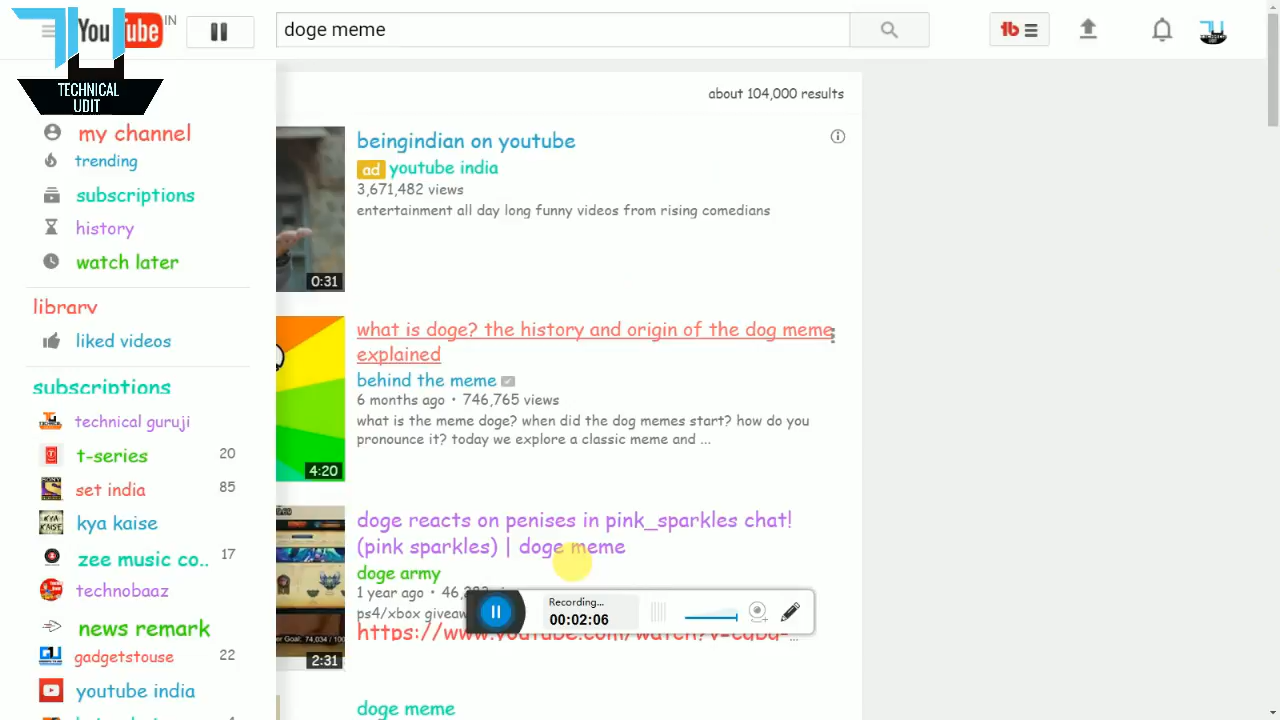 YouTube IN
doge meme
TECHNICAL
UDIT
about 104,000 results
my channel
trending
subscriptions
history
watch later
library
liked videos
subscriptions
technical guruji
t-series 20
set india 85
kya kaise
zee music co.. 17
technobaaz
news remark
gadgetstouse 22
youtube india
beingindian on youtube
ad youtube india
3,671,482 views
entertainment all day long funny videos from rising comedians
0:31
what is doge? the history and origin of the dog meme
explained
behind the meme
6 months ago • 746,765 views
what is the meme doge? when did the dog memes start? how do you
pronounce it? today we explore a classic meme and ...
4:20
doge reacts on penises in pink_sparkles chat!
(pink sparkles) | doge meme
doge army
1 year ago • 46,
ps4/xbox giveaw
2:31
Recording...
00:02:06
doge meme